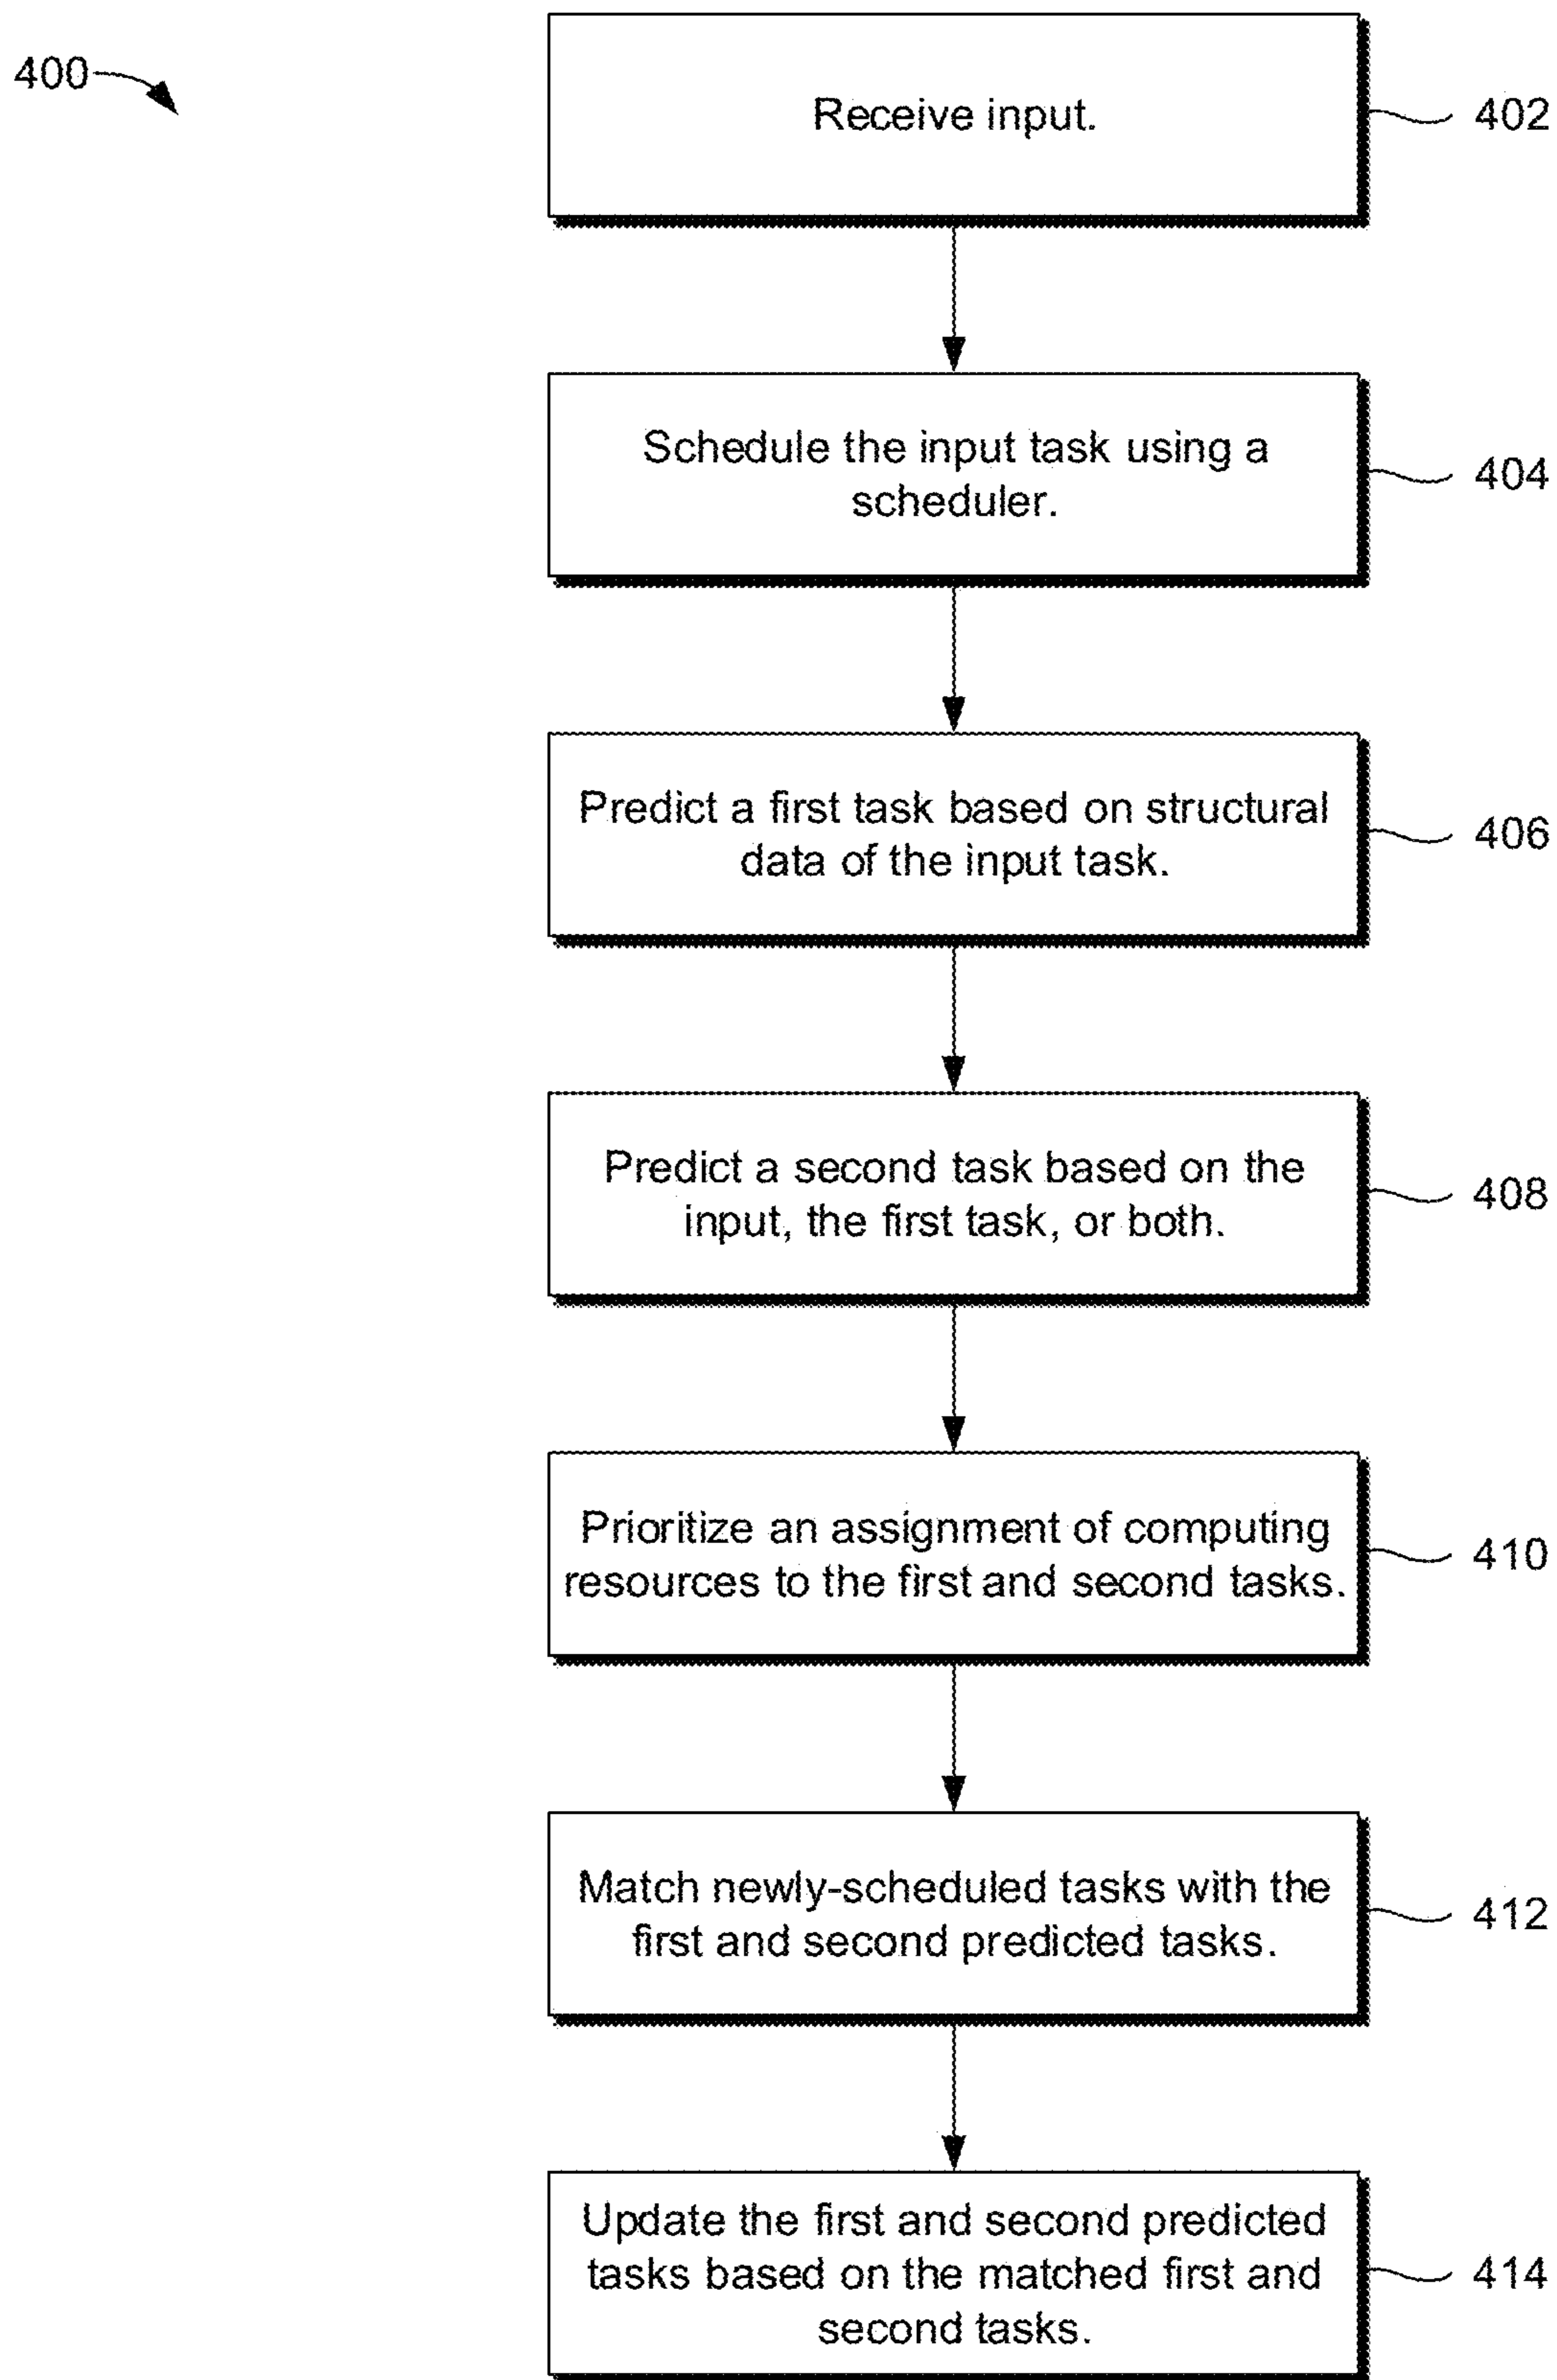 400
Receive input.
402
Schedule the input task using a
scheduler.
404
Predict a first task based on structural
data of the input task.
406
Predict a second task based on the
input, the first task, or both.
408
Prioritize an assignment of computing
resources to the first and second tasks.
410
Match newly-scheduled tasks with the
first and second predicted tasks.
412
Update the first and second predicted
tasks based on the matched first and
second tasks.
414